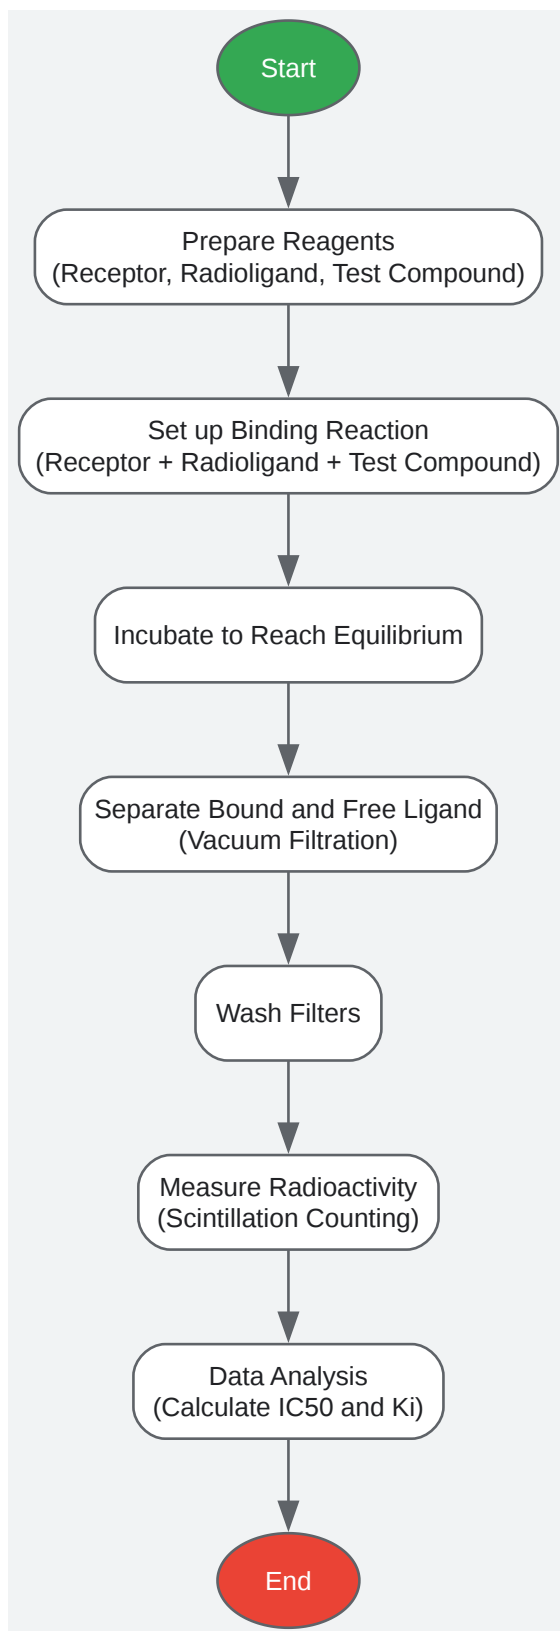 Start
Prepare Reagents
(Receptor, Radioligand, Test Compound)
Set up Binding Reaction
(Receptor + Radioligand + Test Compound)
Incubate to Reach Equilibrium
Separate Bound and Free Ligand
(Vacuum Filtration)
Wash Filters
Measure Radioactivity
(Scintillation Counting)
Data Analysis
(Calculate IC50 and Ki)
End